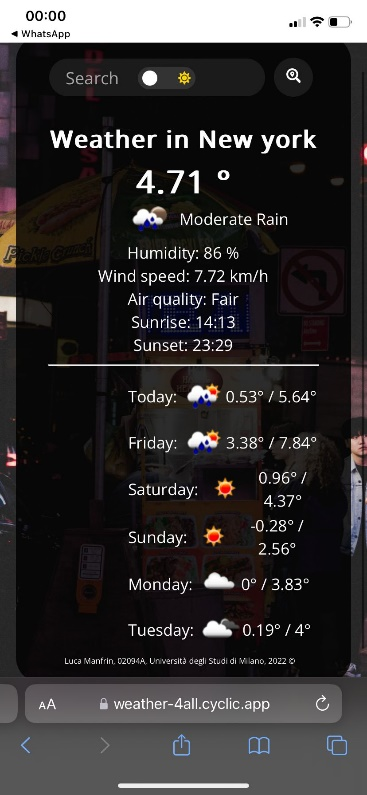 00:00
◀ WhatsApp
Search
Weather in New york
4.71 °
Moderate Rain
Humidity: 86 %
Wind speed: 7.72 km/h
Air quality: Fair
Sunrise: 14:13
Sunset: 23:29
Today: 0.53° / 5.64°
Friday: 3.38° / 7.84°
Saturday: 0.96° /
4.37°
Sunday: -0.28° /
2.56°
Monday: 0° / 3.83°
Tuesday: 0.19° / 4°
Luca Manfrin, 02094A, Università degli Studi di Milano, 2022 ©
AA weather-4all.cyclic.app